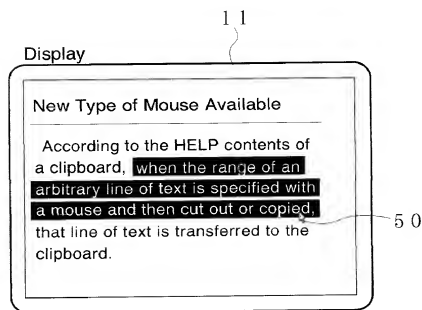 11
Display
New Type of Mouse Available
According to the HELP contents of
a clipboard, when the range of an
arbitrary line of text is specified with
a mouse and then cut out or copied,
50
that line of text is transferred to the
clipboard.